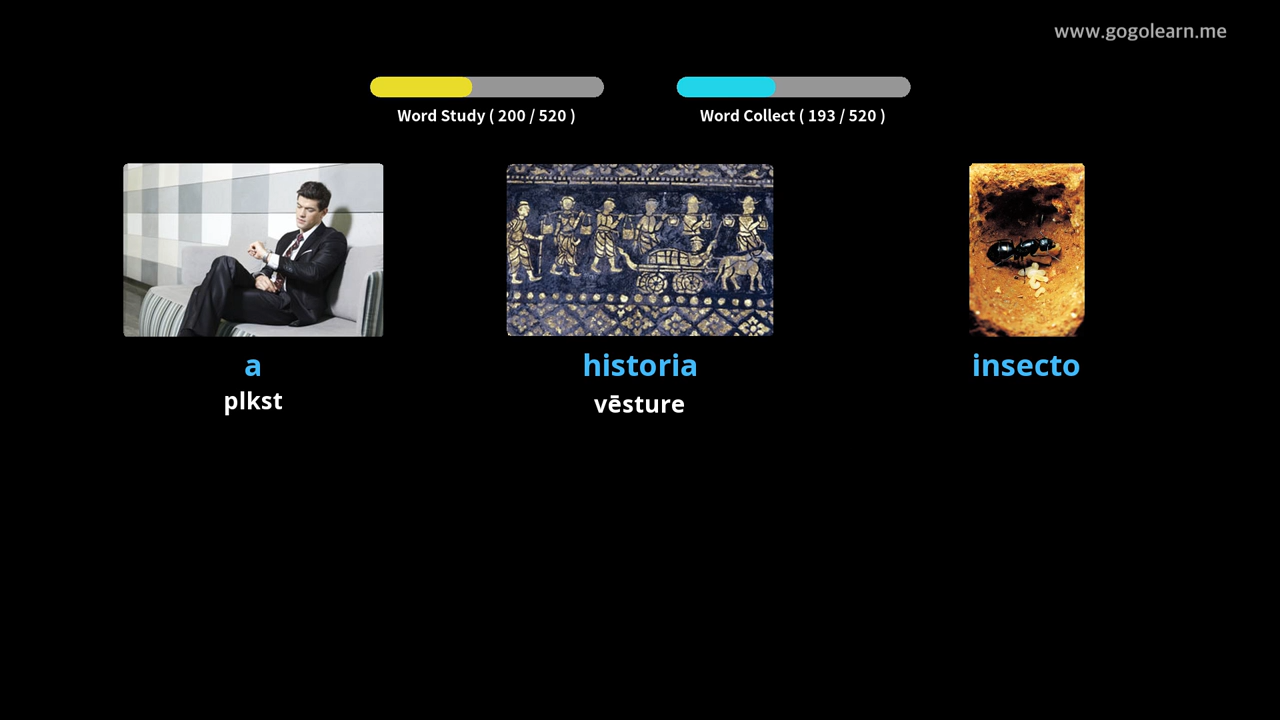 www.gogolearn.me
Word Study ( 200 / 520 )
Word Collect ( 193 / 520 )
a
historia
insecto
plkst
vēsture